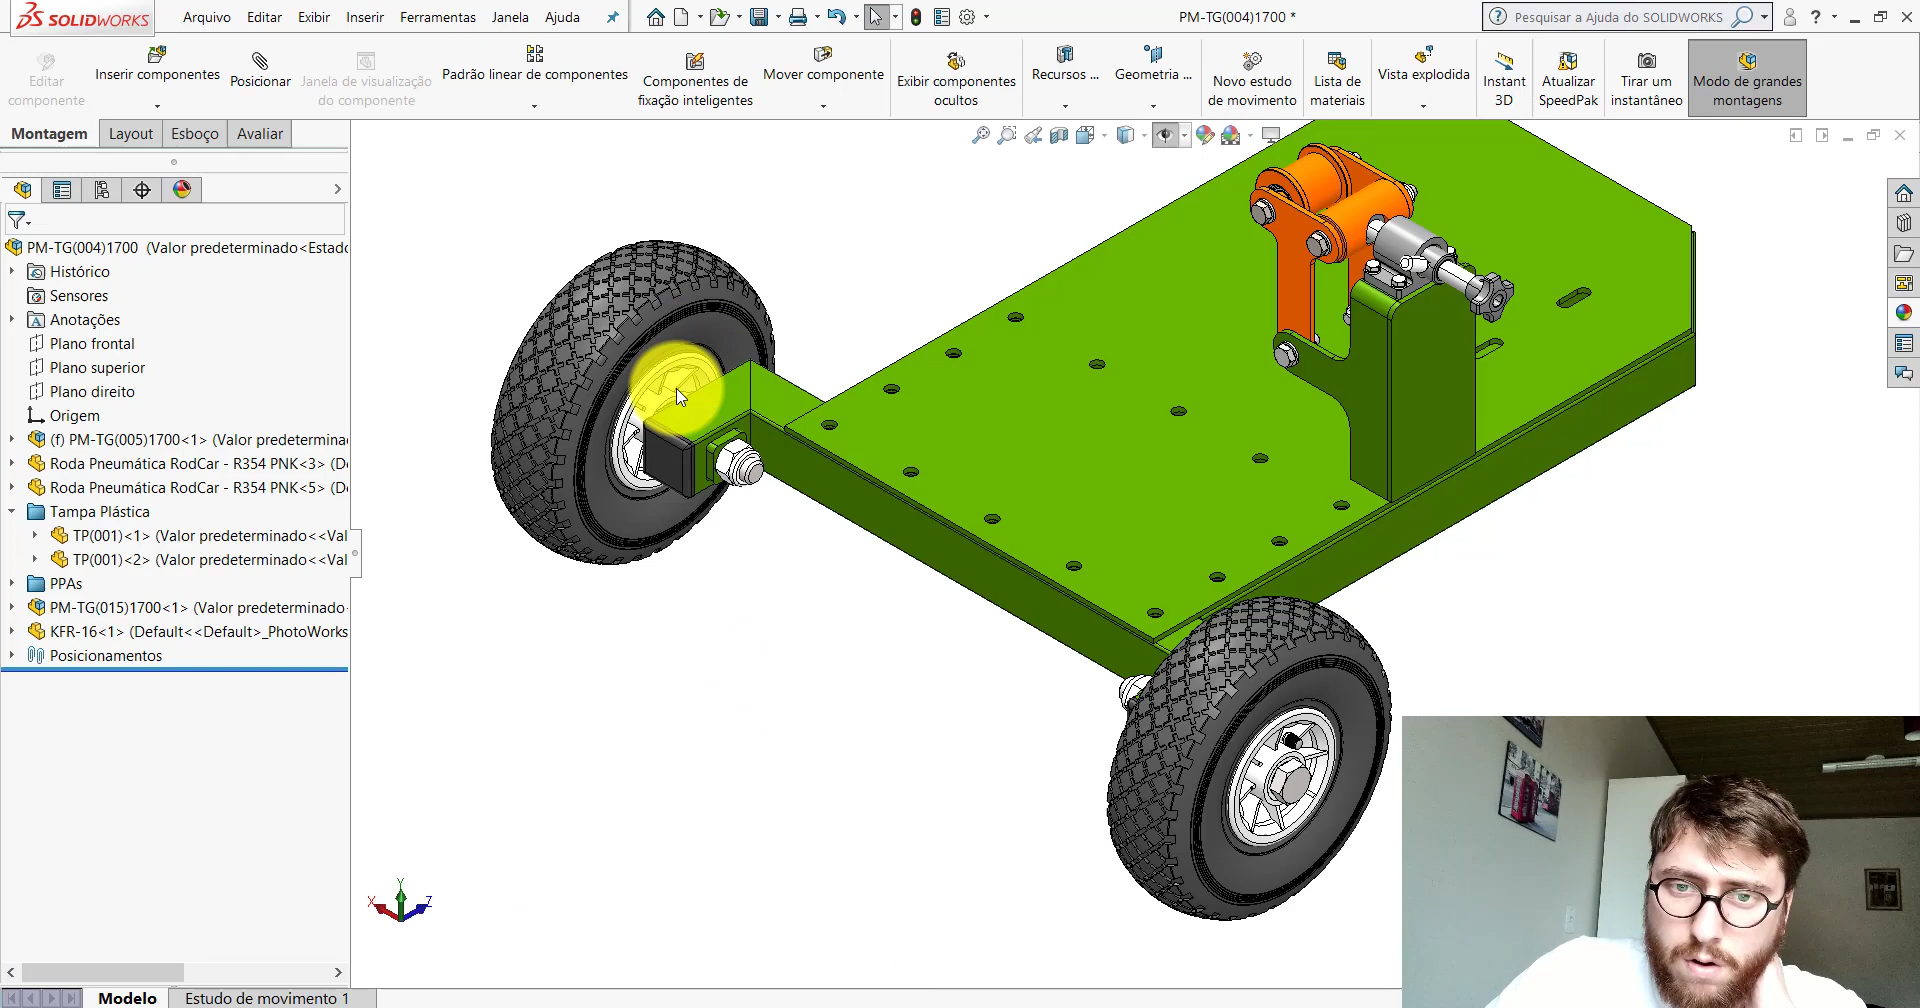 SOLIDWORKS
Arquivo Editar Exibir Inserir Ferramentas Janela Ajuda
PM-TG(004)1700 *
Pesquisar a Ajuda do SOLIDWORKS
Editar componente
Inserir componentes
Posicionar
Janela de visualização do componente
Padrão linear de componentes
Componentes de fixação inteligentes
Mover componente
Exibir componentes ocultos
Recursos ...
Geometria ...
Novo estudo de movimento
Lista de materiais
Vista explodida
Instant 3D
Atualizar SpeedPak
Tirar um instantâneo
Modo de grandes montagens
Montagem Layout Esboço Avaliar
PM-TG(004)1700 (Valor predeterminado<Estado
Histórico
Sensores
Anotações
Plano frontal
Plano superior
Plano direito
Origem
(f) PM-TG(005)1700<1> (Valor predetermina
Roda Pneumática RodCar - R354 PNK<3> (D
Roda Pneumática RodCar - R354 PNK<5> (D
Tampa Plástica
TP(001)<1> (Valor predeterminado<<Val
TP(001)<2> (Valor predeterminado<<Val
PPAs
PM-TG(015)1700<1> (Valor predeterminado
KFR-16<1> (Default<<Default>_PhotoWorks
Posicionamentos
Y
X
Z
Modelo Estudo de movimento 1